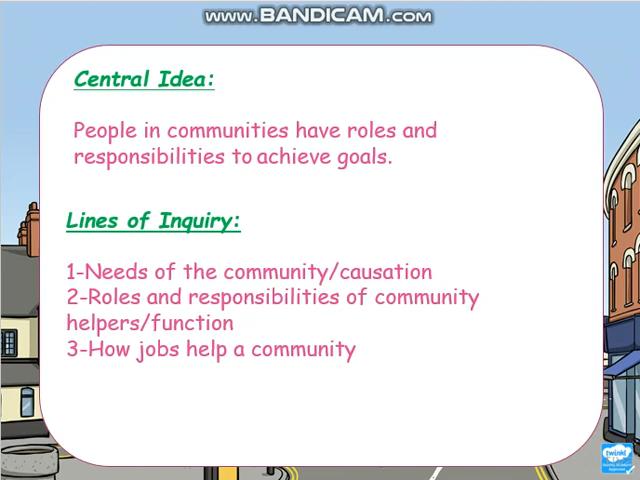 www.BANDICAM.com
Central Idea:
People in communities have roles and
responsibilities to achieve goals.
Lines of Inquiry:
1-Needs of the community/causation
2-Roles and responsibilities of community
helpers/function
3-How jobs help a community
twinkl